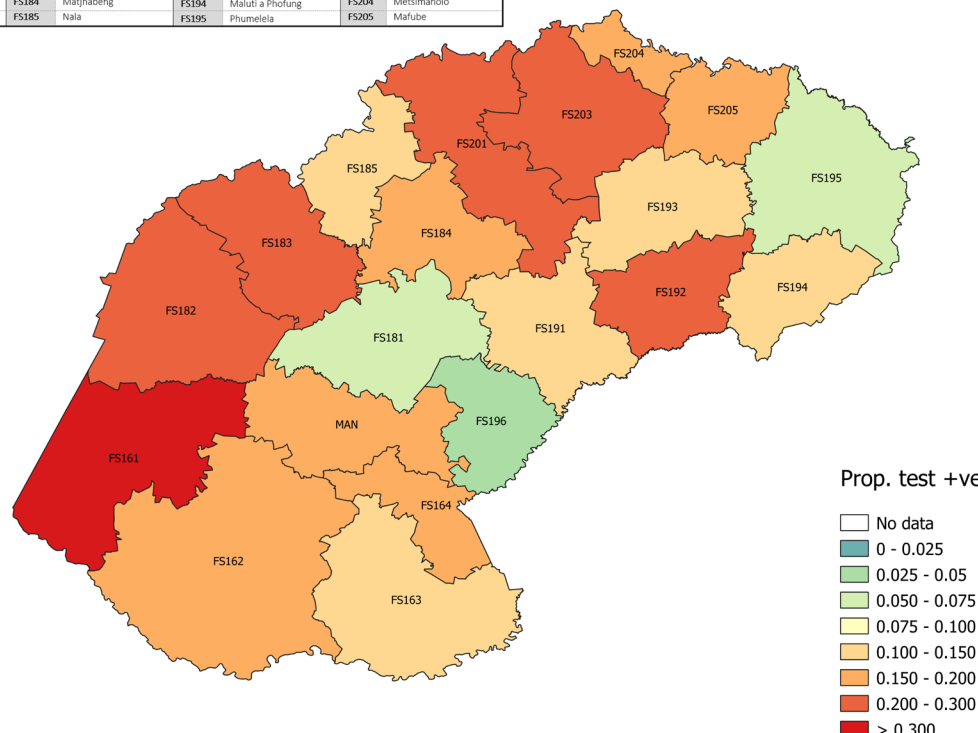 FS184 Matjhabeng FS194 Maluti a Phofung FS204 Metsimaholo
FS185 Nala FS195 Phumelela FS205 Mafube
FS204
FS205
FS203
FS201
FS185
FS195
FS193
FS184
FS183
FS192
FS194
FS182
FS191
FS181
MAN
FS196
FS161
FS164
FS162
FS163
Prop. test +ve
No data
0 - 0.025
0.025 - 0.05
0.050 - 0.075
0.075 - 0.100
0.100 - 0.150
0.150 - 0.200
0.200 - 0.300
> 0.300